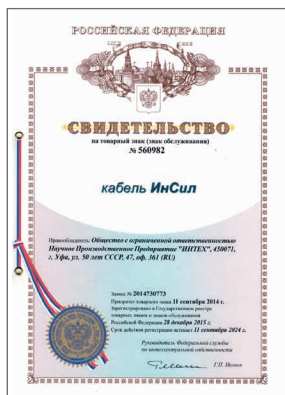 РОССИЙСКАЯ ФЕДЕРАЦИЯ
СВИДЕТЕЛЬСТВО
на товарный знак (знак обслуживания)
№ 560982
кабель ИнСил
Правообладатель: Общество с ограниченной ответственностью
Научное Производственное Предприятие "ИНТЕХ", 450071,
г. Уфа, ул. 50 лет СССР, 47, оф. 361 (RU)
Заявка № 2014730773
Приоритет товарного знака 11 сентября 2014 г.
Зарегистрировано в Государственном реестре
товарных знаков и знаков обслуживания
Российской Федерации 28 декабря 2015 г.
Срок действия регистрации истекает 11 сентября 2024 г.
Руководитель Федеральной службы
по интеллектуальной собственности
Г.П. Ивлиев